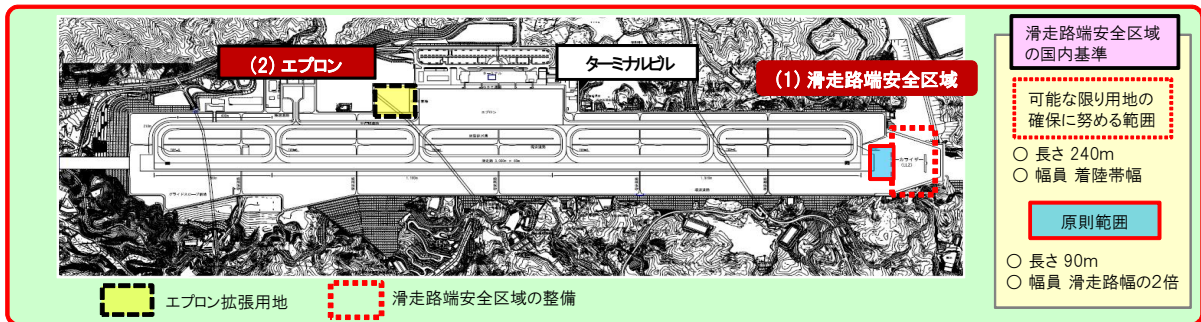 (2) エプロン
ターミナルビル
(1) 滑走路端安全区域
エプロン
エプロン拡張用地
滑走路端安全区域の整備
滑走路端安全区域
の国内基準
可能な限り用地の
確保に努める範囲
○ 長さ 240m
○ 幅員 着陸帯幅
原則範囲
○ 長さ 90m
○ 幅員 滑走路幅の2倍